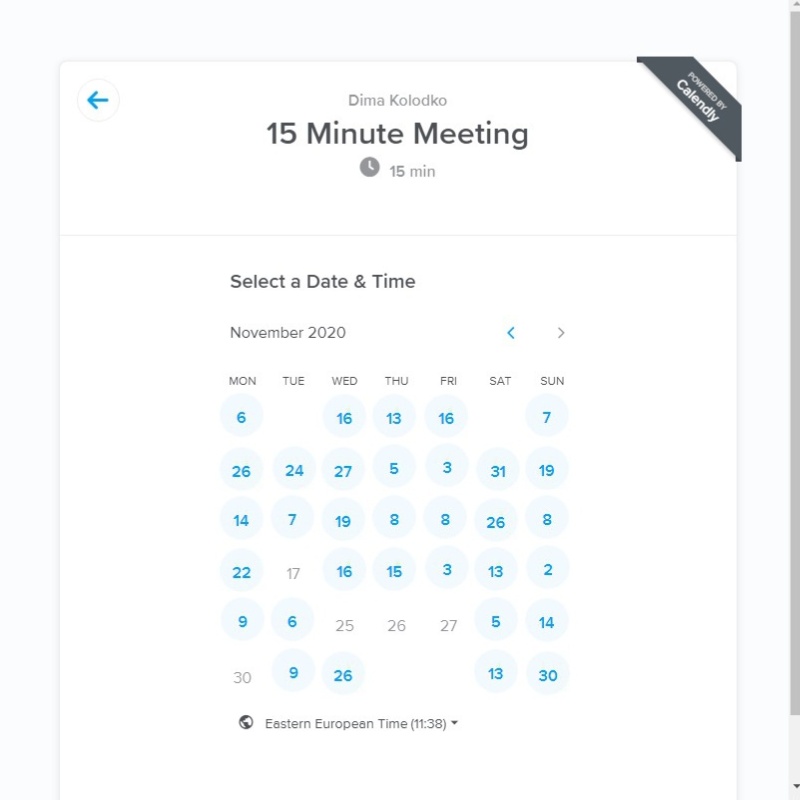 Dima Kolodko
15 Minute Meeting
15 min
POWERED BY
Calendly
Select a Date & Time
November 2020
MON TUE WED THU FRI SAT SUN
6 16 13 16 7
26 24 27 5 3 31 19
14 7 19 8 8 26 8
22 17 16 15 3 13 2
9 6 25 26 27 5 14
30 9 26 13 30
Eastern European Time (11:38)